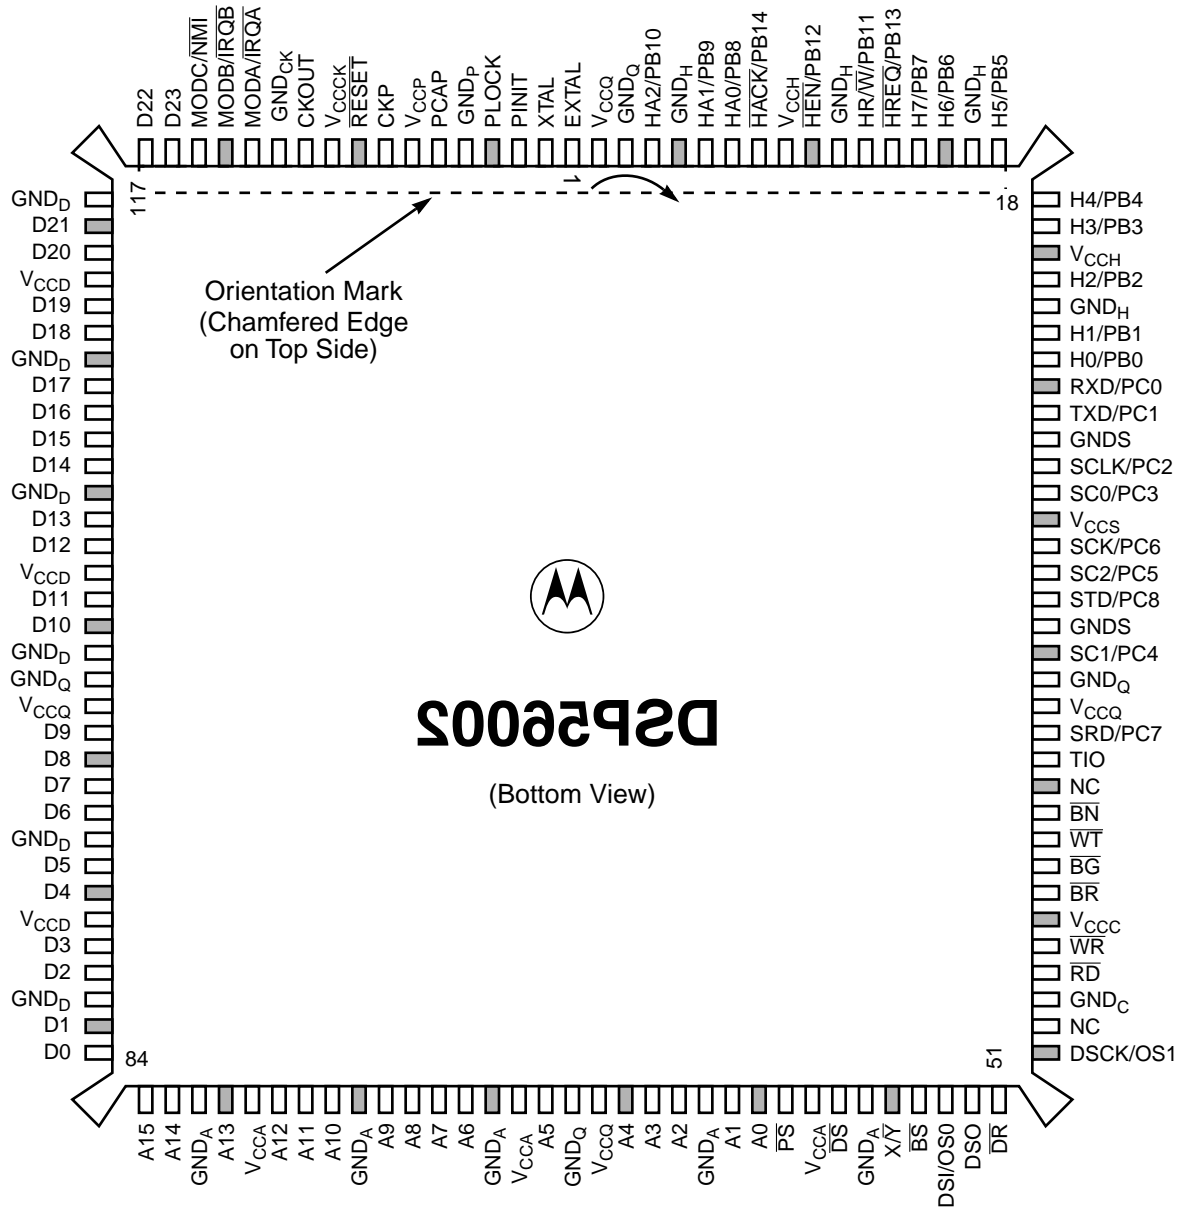 D22
D23
MODC/NMI
MODB/IRQB
MODA/IRQA
GNDCK
CKOUT
VCCCK
RESET
CKP
VCCP
PCAP
GNDP
PLOCK
PINIT
XTAL
EXTAL
VCCQ
GNDQ
HA2/PB10
GNDH
HA1/PB9
HA0/PB8
HACK/PB14
VCCH
HEN/PB12
GNDH
HR/W/PB11
HREQ/PB13
H7/PB7
H6/PB6
GNDH
H5/PB5
117
1
18
GNDD
D21
D20
VCCD
D19
D18
GNDD
D17
D16
D15
D14
GNDD
D13
D12
VCCD
D11
D10
GNDD
GNDQ
VCCQ
D9
D8
D7
D6
GNDD
D5
D4
VCCD
D3
D2
GNDD
D1
D0
Orientation Mark
(Chamfered Edge
on Top Side)
DSP56002
(Bottom View)
H4/PB4
H3/PB3
VCCH
H2/PB2
GNDH
H1/PB1
H0/PB0
RXD/PC0
TXD/PC1
GNDS
SCLK/PC2
SC0/PC3
VCCS
SCK/PC6
SC2/PC5
STD/PC8
GNDS
SC1/PC4
GNDQ
VCCQ
SRD/PC7
TIO
NC
BN
WT
BG
BR
VCCC
WR
RD
GNDC
NC
DSCK/OS1
84
51
A15
A14
GNDA
A13
VCCA
A12
A11
A10
GNDA
A9
A8
A7
A6
GNDA
VCCA
A5
GNDQ
VCCQ
A4
A3
A2
GNDA
A1
A0
PS
VCCA
DS
GNDA
X/Y
BS
DSI/OS0
DSO
DR